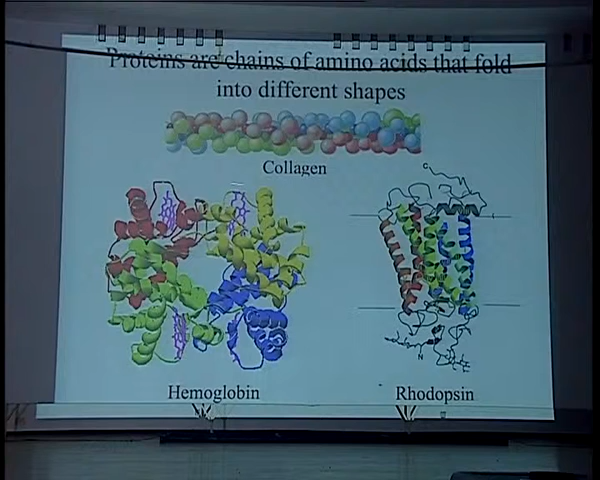 Proteins are chains of amino acids that fold
into different shapes
Collagen
C
Hemoglobin
N
Rhodopsin